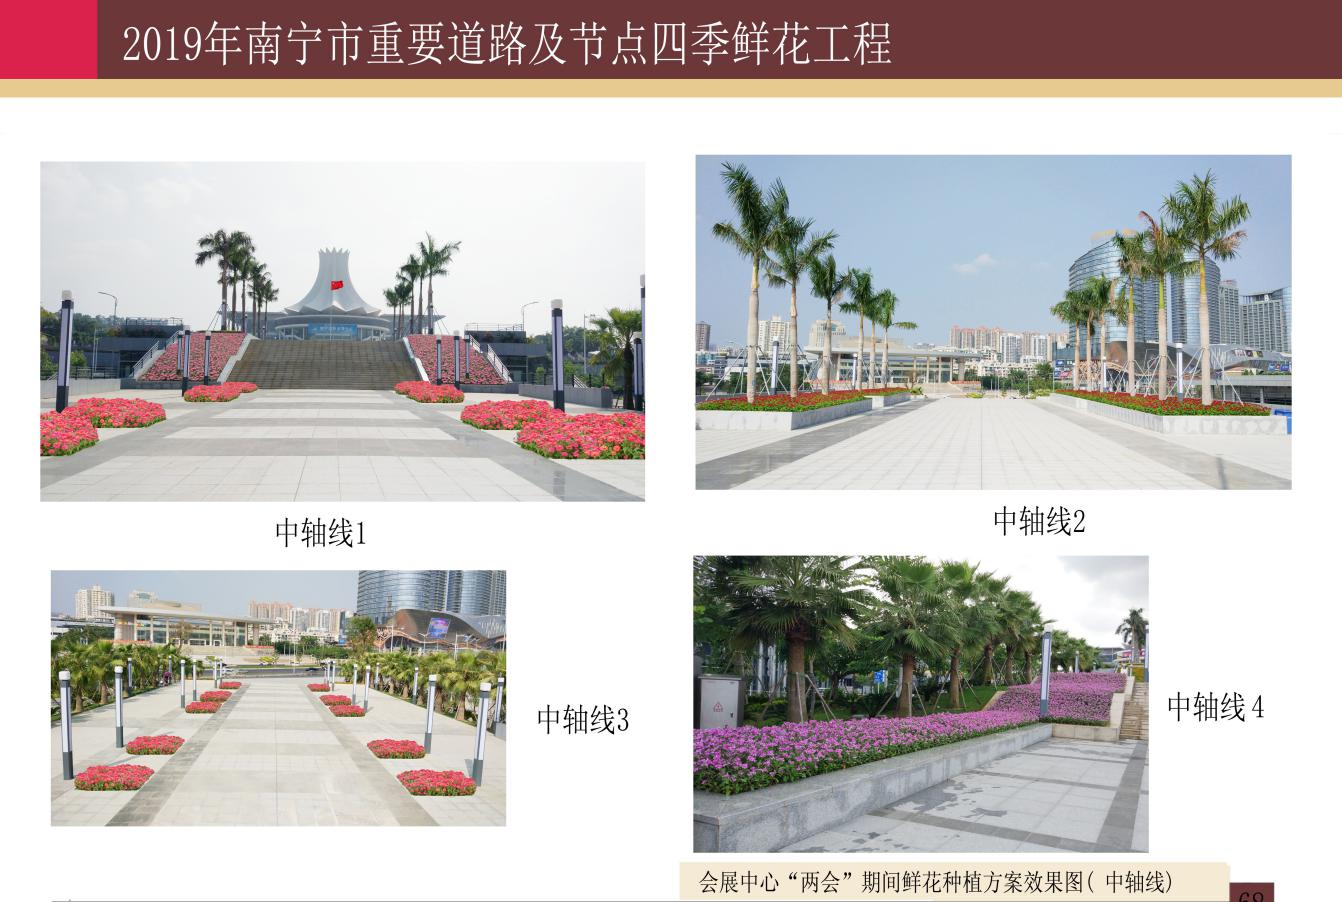 2019年南宁市重要道路及节点四季鲜花工程
中轴线1
中轴线2
中轴线3
中轴线4
会展中心“两会”期间鲜花种植方案效果图( 中轴线)